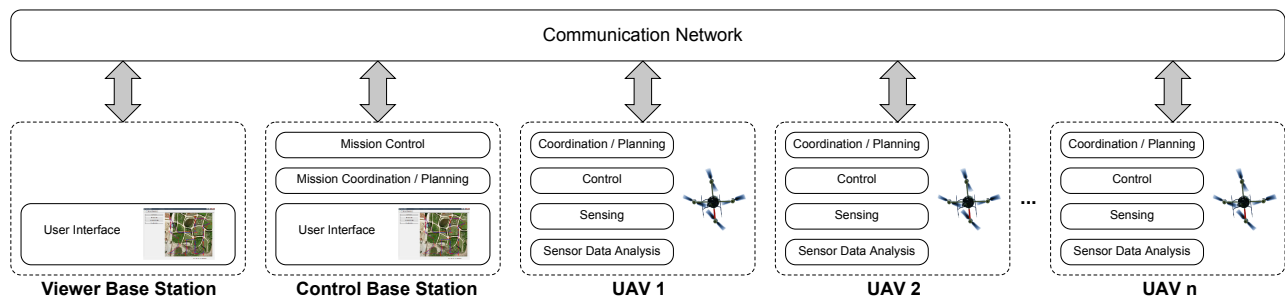 Communication Network
User Interface
Viewer Base Station
Mission Control
Mission Coordination / Planning
User Interface
Control Base Station
Coordination / Planning
Control
Sensing
Sensor Data Analysis
UAV 1
Coordination / Planning
Control
Sensing
Sensor Data Analysis
UAV 2
...
Coordination / Planning
Control
Sensing
Sensor Data Analysis
UAV n